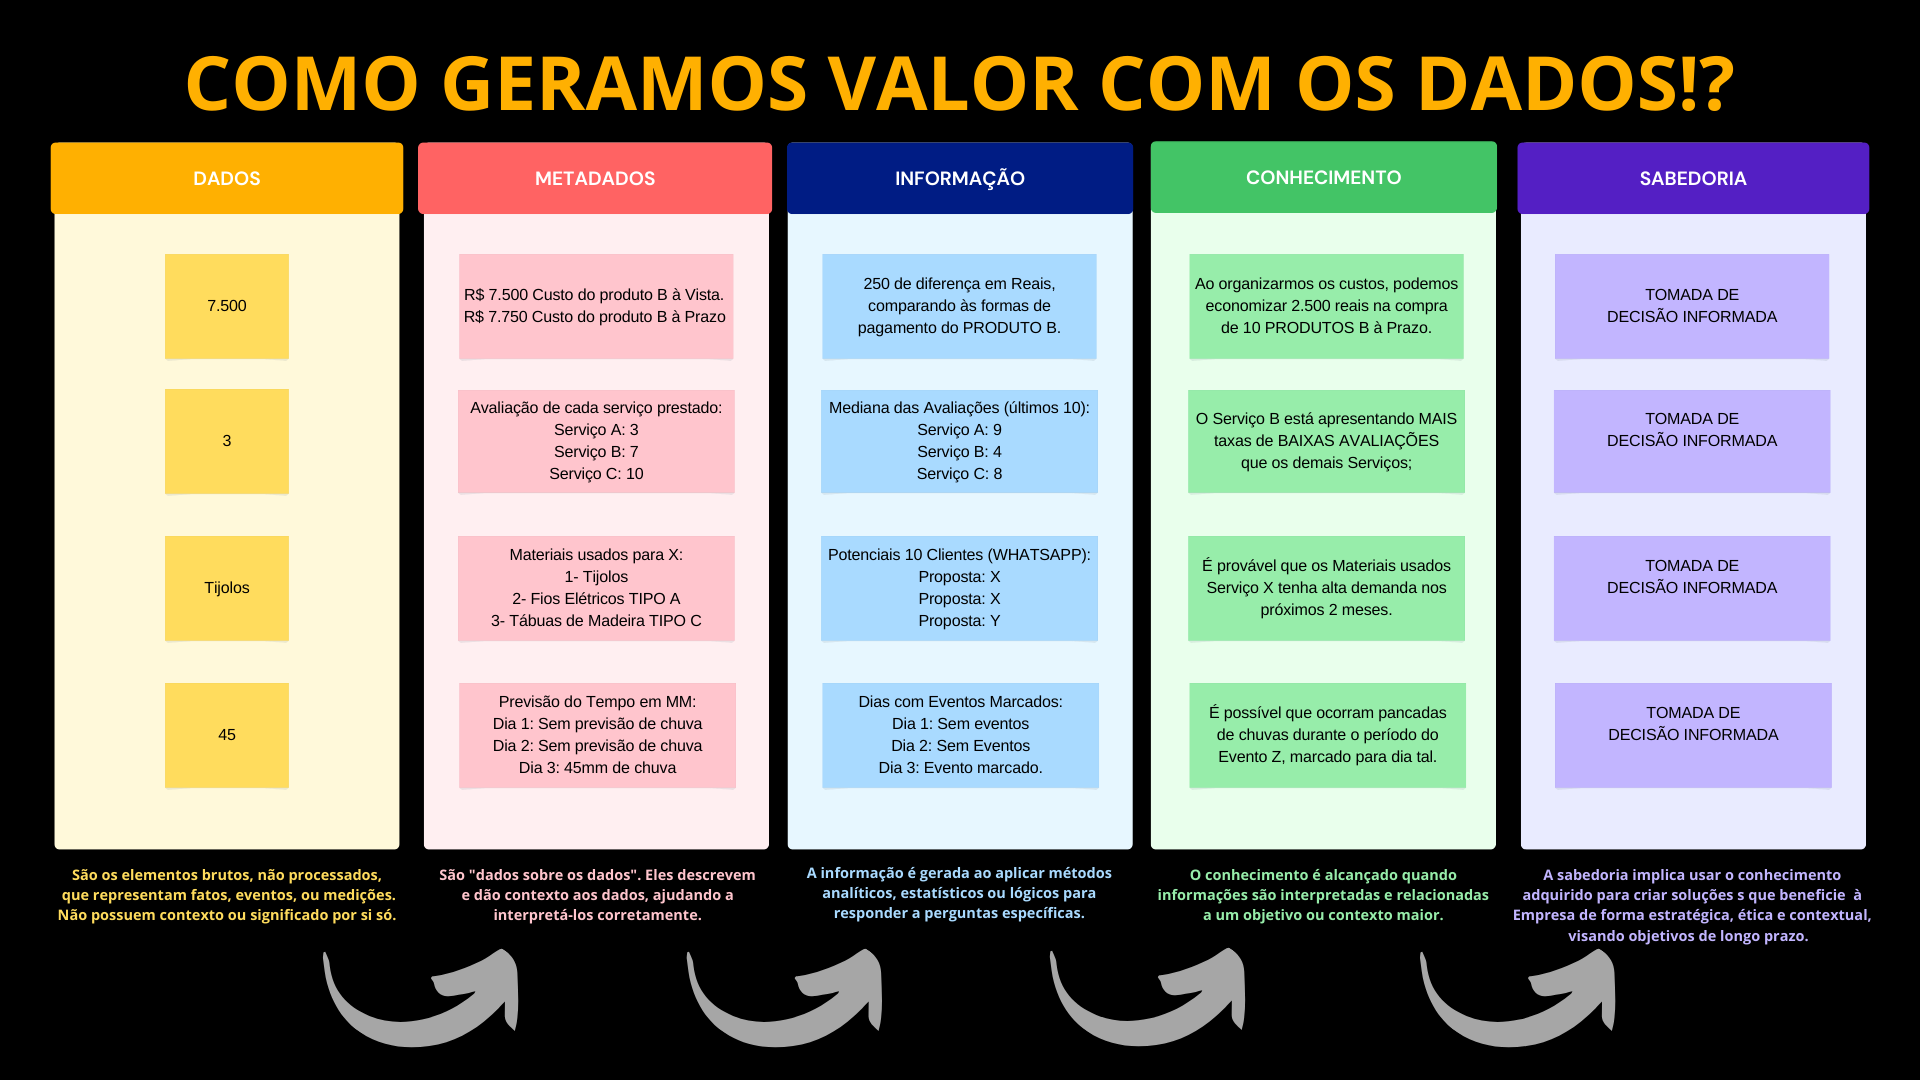 COMO GERAMOS VALOR COM OS DADOS!?
DADOS
7.500
3
Tijolos
45
São os elementos brutos, não processados,
que representam fatos, eventos, ou medições.
Não possuem contexto ou significado por si só.
METADADOS
R$ 7.500 Custo do produto B à Vista.
R$ 7.750 Custo do produto B à Prazo
Avaliação de cada serviço prestado:
Serviço A: 3
Serviço B: 7
Serviço C: 10
Materiais usados para X:
1- Tijolos
2- Fios Elétricos TIPO A
3- Tábuas de Madeira TIPO C
Previsão do Tempo em MM:
Dia 1: Sem previsão de chuva
Dia 2: Sem previsão de chuva
Dia 3: 45mm de chuva
São "dados sobre os dados". Eles descrevem
e dão contexto aos dados, ajudando a
interpretá-los corretamente.
INFORMAÇÃO
250 de diferença em Reais,
comparando às formas de
pagamento do PRODUTO B.
Mediana das Avaliações (últimos 10):
Serviço A: 9
Serviço B: 4
Serviço C: 8
Potenciais 10 Clientes (WHATSAPP):
Proposta: X
Proposta: X
Proposta: Y
Dias com Eventos Marcados:
Dia 1: Sem eventos
Dia 2: Sem Eventos
Dia 3: Evento marcado.
A informação é gerada ao aplicar métodos
analíticos, estatísticos ou lógicos para
responder a perguntas específicas.
CONHECIMENTO
Ao organizarmos os custos, podemos
economizar 2.500 reais na compra
de 10 PRODUTOS B à Prazo.
O Serviço B está apresentando MAIS
taxas de BAIXAS AVALIAÇÕES
que os demais Serviços;
É provável que os Materiais usados
Serviço X tenha alta demanda nos
próximos 2 meses.
É possível que ocorram pancadas
de chuvas durante o período do
Evento Z, marcado para dia tal.
O conhecimento é alcançado quando
informações são interpretadas e relacionadas
a um objetivo ou contexto maior.
SABEDORIA
TOMADA DE
DECISÃO INFORMADA
TOMADA DE
DECISÃO INFORMADA
TOMADA DE
DECISÃO INFORMADA
TOMADA DE
DECISÃO INFORMADA
A sabedoria implica usar o conhecimento
adquirido para criar soluções s que beneficie à
Empresa de forma estratégica, ética e contextual,
visando objetivos de longo prazo.